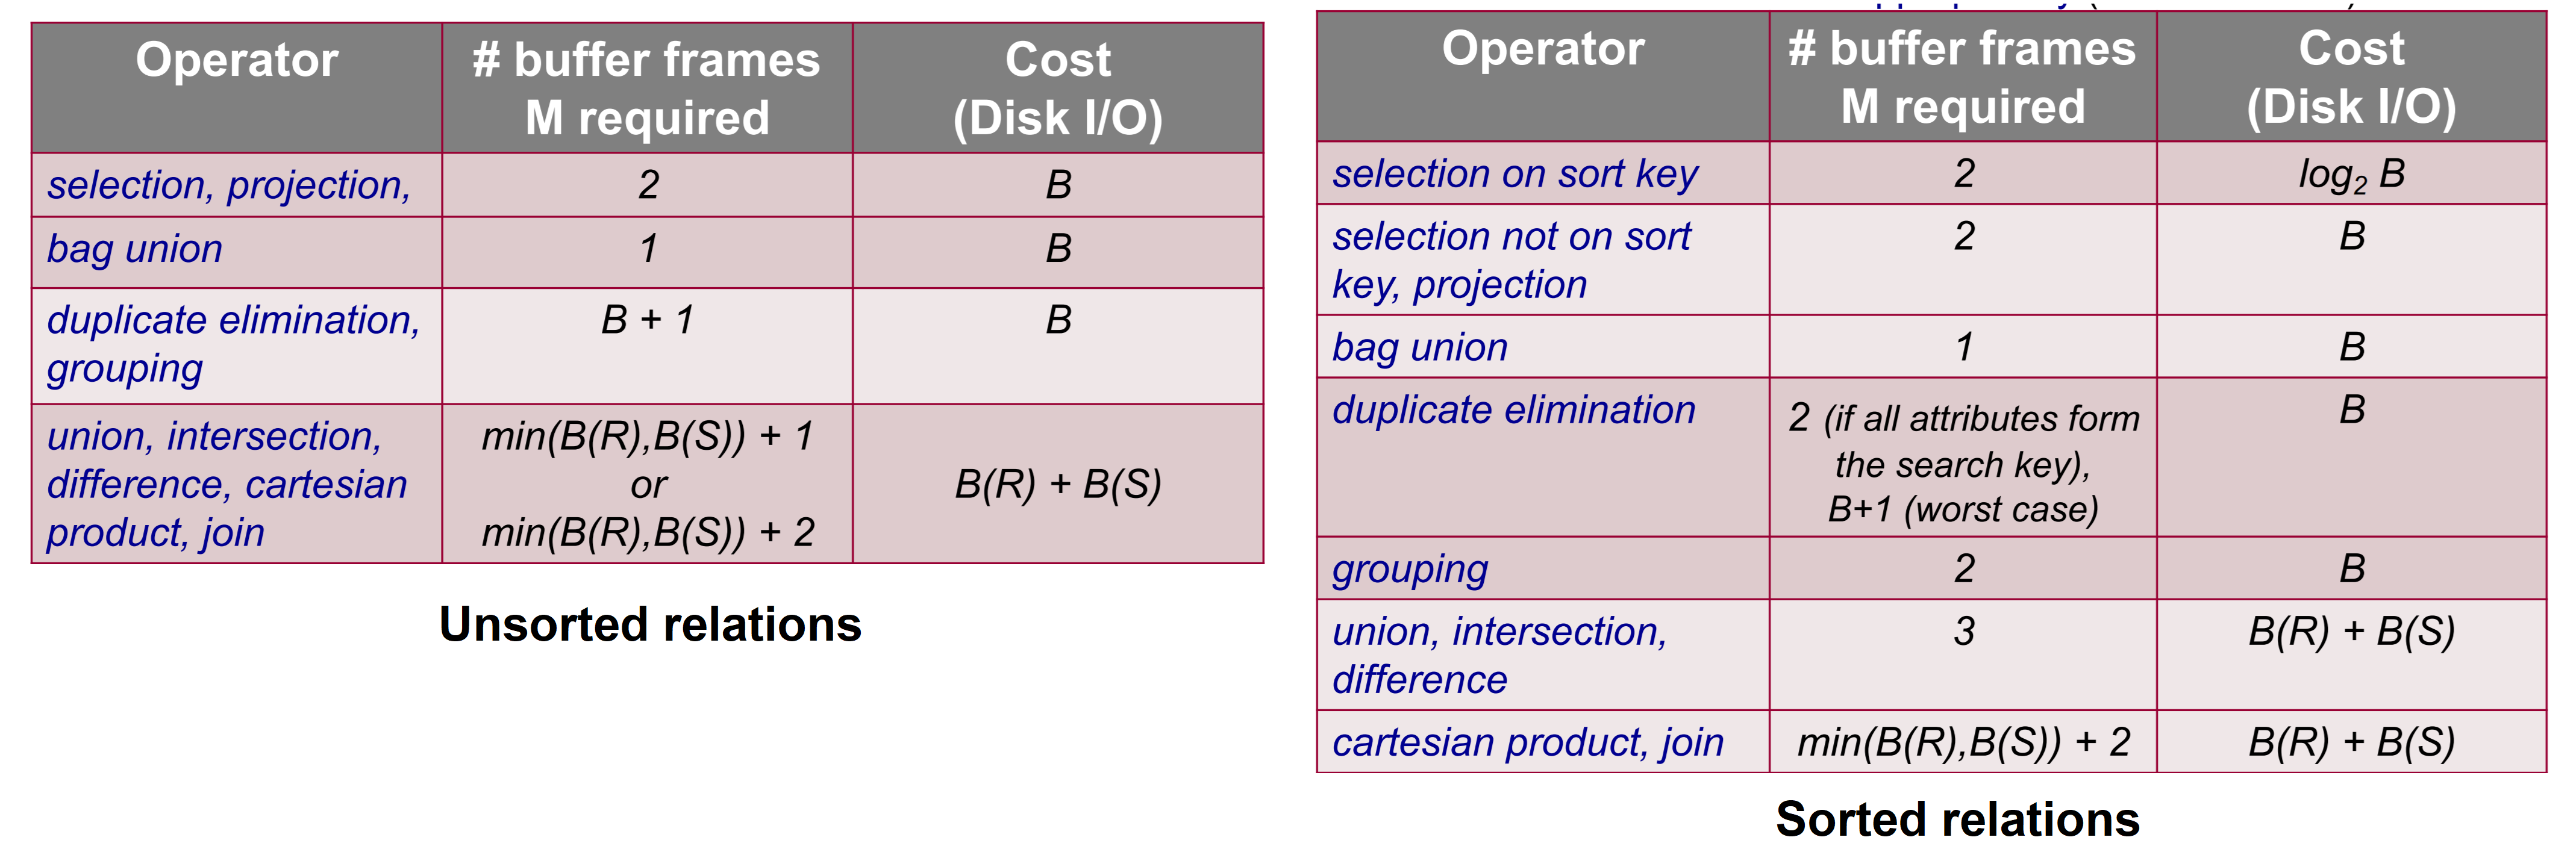 Operator
# buffer frames
M required
Cost
(Disk I/O)
selection, projection,
2
B
bag union
1
B
duplicate elimination,
grouping
B + 1
B
union, intersection,
difference, cartesian
product, join
min(B(R),B(S)) + 1
or
min(B(R),B(S)) + 2
B(R) + B(S)
Unsorted relations
Operator
# buffer frames
M required
Cost
(Disk I/O)
selection on sort key
2
log2 B
selection not on sort
key, projection
2
B
bag union
1
B
duplicate elimination
2 (if all attributes form
the search key),
B+1 (worst case)
B
grouping
2
B
union, intersection,
difference
3
B(R) + B(S)
cartesian product, join
min(B(R),B(S)) + 2
B(R) + B(S)
Sorted relations